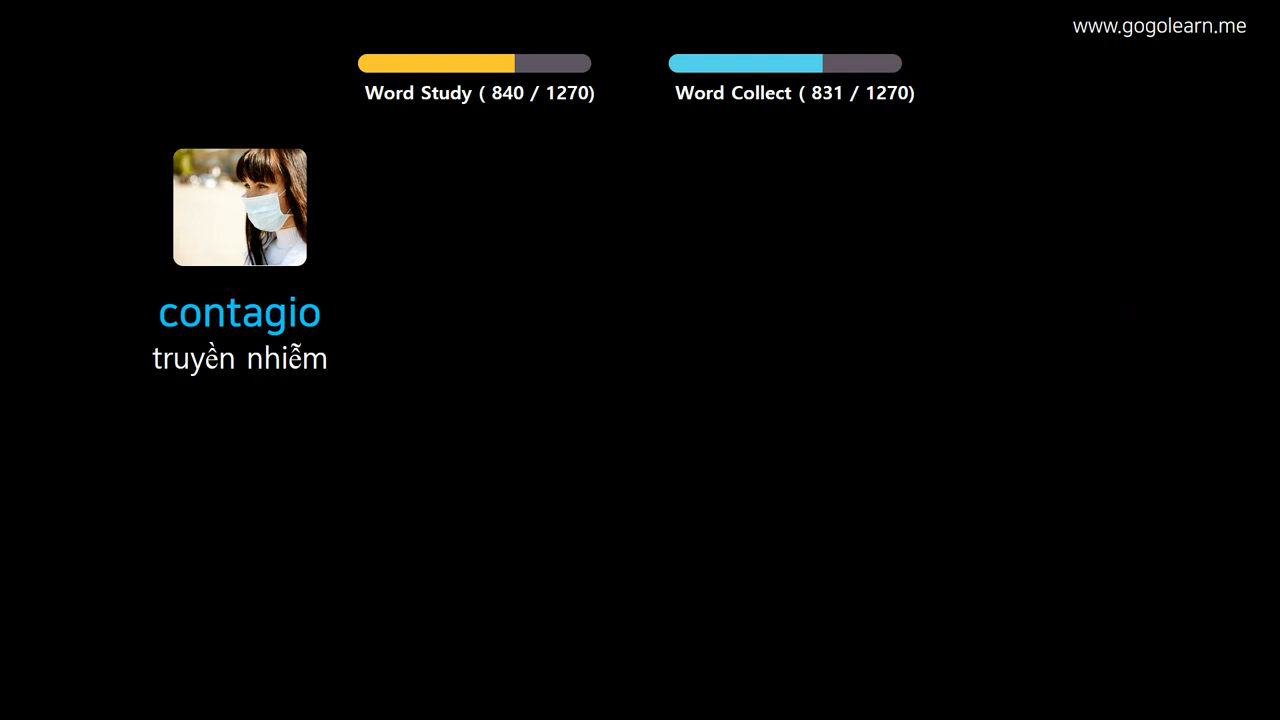 www.gogolearn.me
Word Study ( 840 / 1270)
Word Collect ( 831 / 1270)
contagio
truyền nhiễm